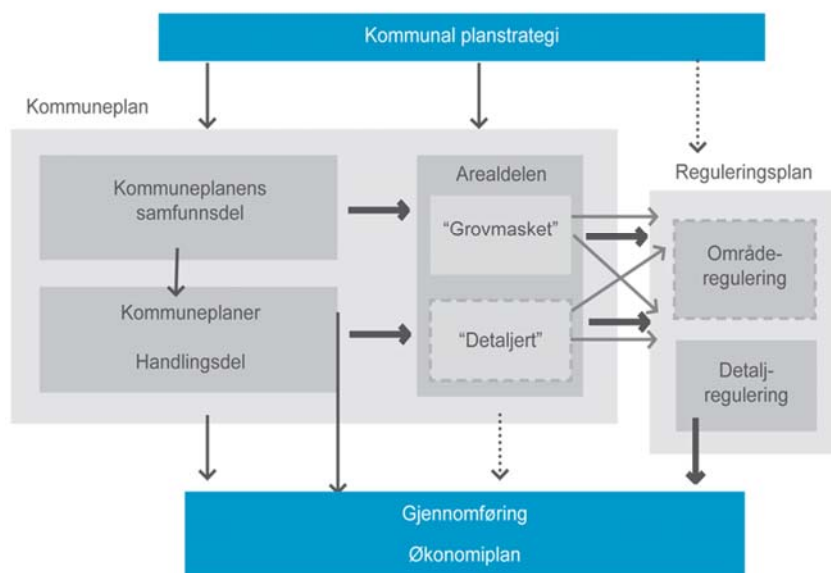 Kommunal planstrategi
Kommuneplan
Kommuneplanens
samfunnsdel
Kommuneplaner
Handlingsdel
Arealdelen
“Grovmasket”
“Detaljert”
Reguleringsplan
Område-
regulering
Detalj-
regulering
Gjennomføring
Økonomiplan